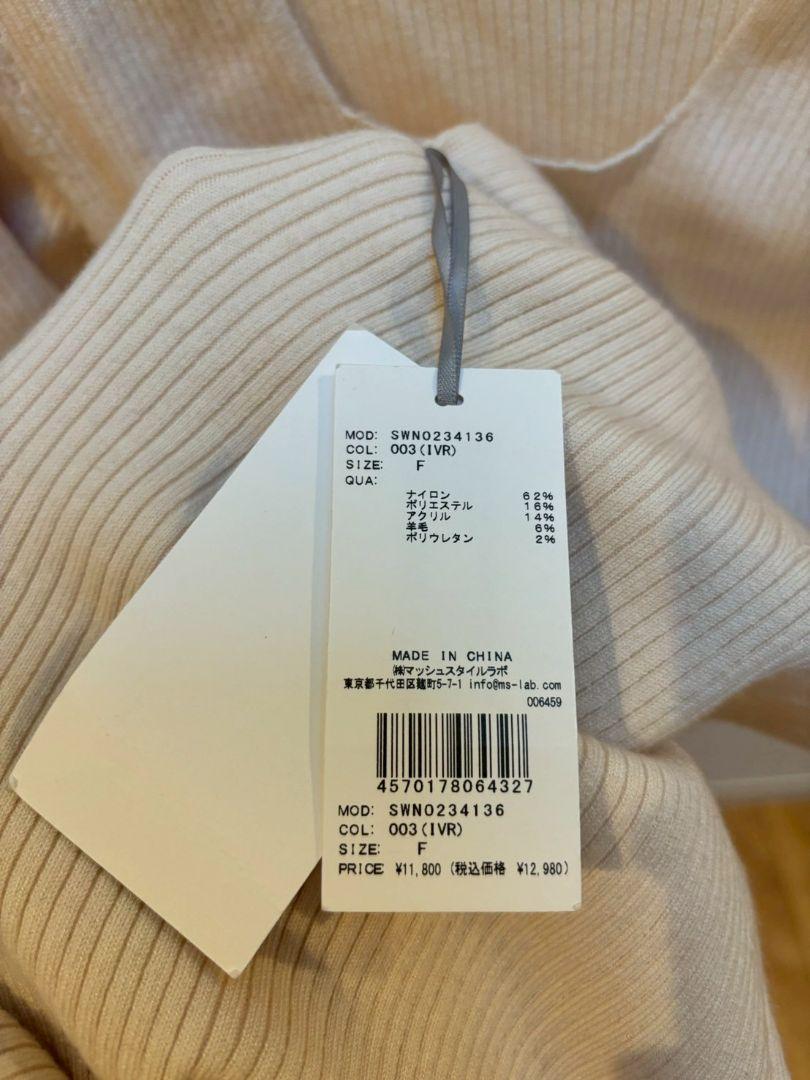 MOD: SWN0234136
COL: 003(IVR)
SIZE: F
QUA:
ナイロン 62%
ポリエステル 16%
アクリル 14%
羊毛 6%
ポリウレタン 2%
MADE IN CHINA
㈱マッシュスタイルラボ
東京都千代田区麹町5-7-1 info@ms-lab.com
006459
4570178064327
MOD: SWN0234136
COL: 003(IVR)
SIZE: F
PRICE: ¥11,800 (税込価格 ¥12,980)